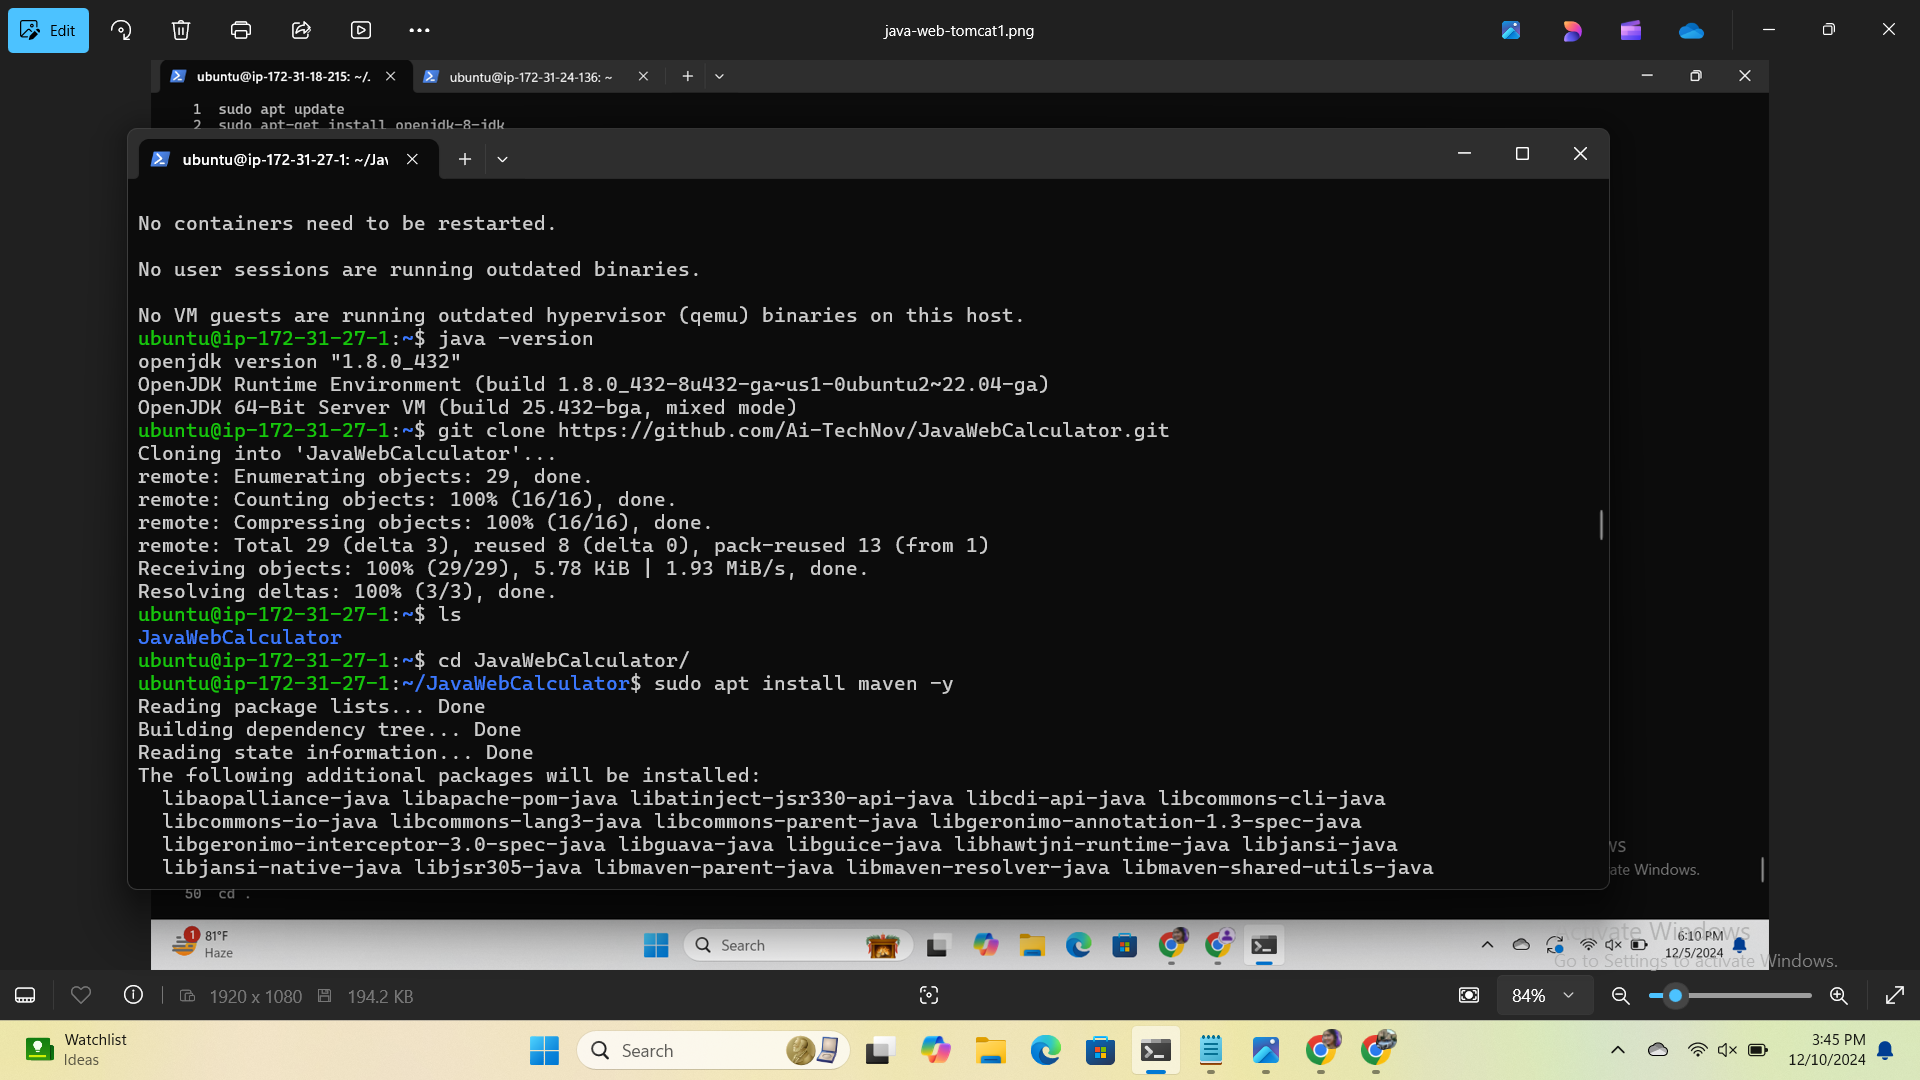 Edit
java-web-tomcat1.png
ubuntu@ip-172-31-18-215: ~/.
ubuntu@ip-172-31-24-136: ~
1 sudo apt update
2 sudo apt-get install openjdk-8-jdk
ubuntu@ip-172-31-27-1: ~/Jav
No containers need to be restarted.
No user sessions are running outdated binaries.
No VM guests are running outdated hypervisor (qemu) binaries on this host.
ubuntu@ip-172-31-27-1:~$ java -version
openjdk version "1.8.0_432"
OpenJDK Runtime Environment (build 1.8.0_432-8u432-ga~us1-0ubuntu2~22.04-ga)
OpenJDK 64-Bit Server VM (build 25.432-bga, mixed mode)
ubuntu@ip-172-31-27-1:~$ git clone https://github.com/Ai-TechNov/JavaWebCalculator.git
Cloning into 'JavaWebCalculator'...
remote: Enumerating objects: 29, done.
remote: Counting objects: 100% (16/16), done.
remote: Compressing objects: 100% (16/16), done.
remote: Total 29 (delta 3), reused 8 (delta 0), pack-reused 13 (from 1)
Receiving objects: 100% (29/29), 5.78 KiB | 1.93 MiB/s, done.
Resolving deltas: 100% (3/3), done.
ubuntu@ip-172-31-27-1:~$ ls
JavaWebCalculator
ubuntu@ip-172-31-27-1:~$ cd JavaWebCalculator/
ubuntu@ip-172-31-27-1:~/JavaWebCalculator$ sudo apt install maven -y
Reading package lists... Done
Building dependency tree... Done
Reading state information... Done
The following additional packages will be installed:
libaopalliance-java libapache-pom-java libatinject-jsr330-api-java libcdi-api-java libcommons-cli-java
libcommons-io-java libcommons-lang3-java libcommons-parent-java libgeronimo-annotation-1.3-spec-java
libgeronimo-interceptor-3.0-spec-java libguava-java libguice-java libhawtjni-runtime-java libjansi-java
libjansi-native-java libjsr305-java libmaven-parent-java libmaven-resolver-java libmaven-shared-utils-java
ws
ate Windows.
50 cd .
1
81°F
Haze
Search
6:10 PM
12/5/2024
Activate Windows
Go to Settings to activate Windows.
1920 x 1080
194.2 KB
84%
Watchlist
Ideas
Search
3:45 PM
12/10/2024